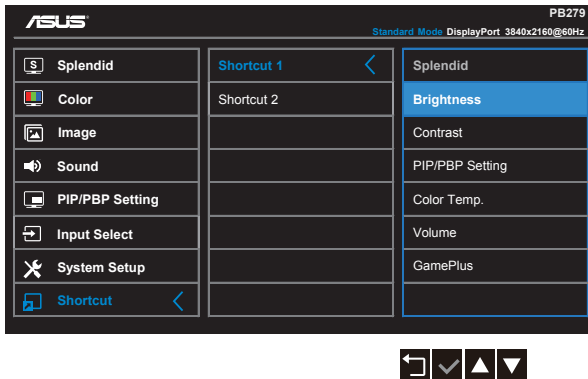 ASUS
PB279
Standard Mode DisplayPort 3840x2160@60Hz
S Splendid
Color
Image
Sound
PIP/PBP Setting
Input Select
System Setup
Shortcut
Shortcut 1
Shortcut 2
Splendid
Brightness
Contrast
PIP/PBP Setting
Color Temp.
Volume
GamePlus